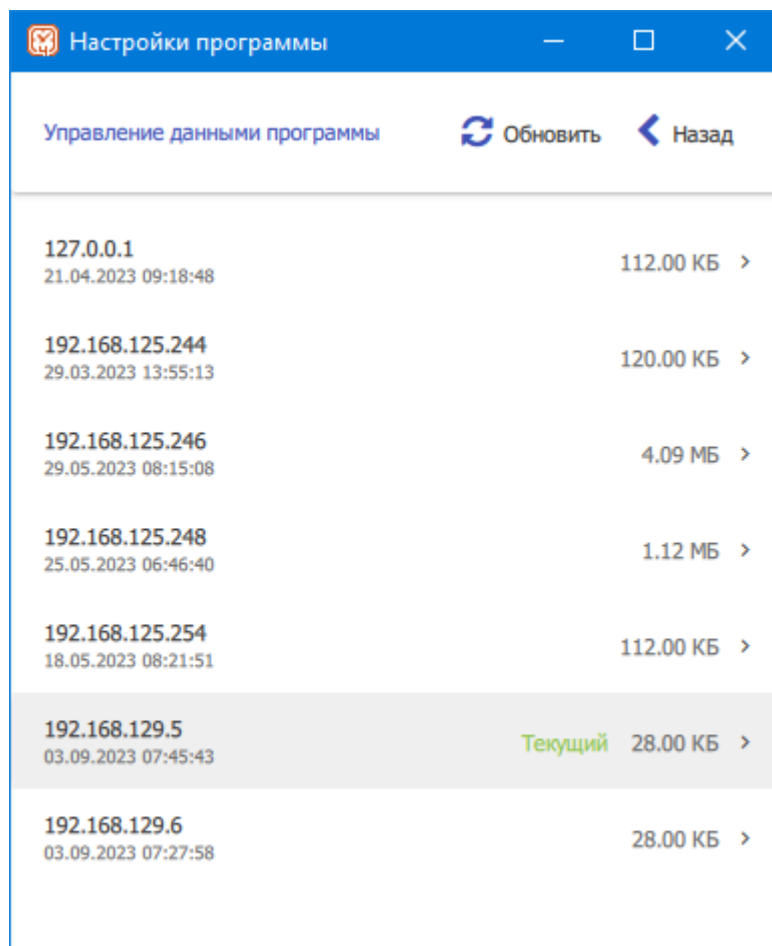 Настройки программы
Управление данными программы Обновить Назад
127.0.0.1
21.04.2023 09:18:48
112.00 КБ
192.168.125.244
29.03.2023 13:55:13
120.00 КБ
192.168.125.246
29.05.2023 08:15:08
4.09 МБ
192.168.125.248
25.05.2023 06:46:40
1.12 МБ
192.168.125.254
18.05.2023 08:21:51
112.00 КБ
192.168.129.5
03.09.2023 07:45:43
Текущий 28.00 КБ
192.168.129.6
03.09.2023 07:27:58
28.00 КБ